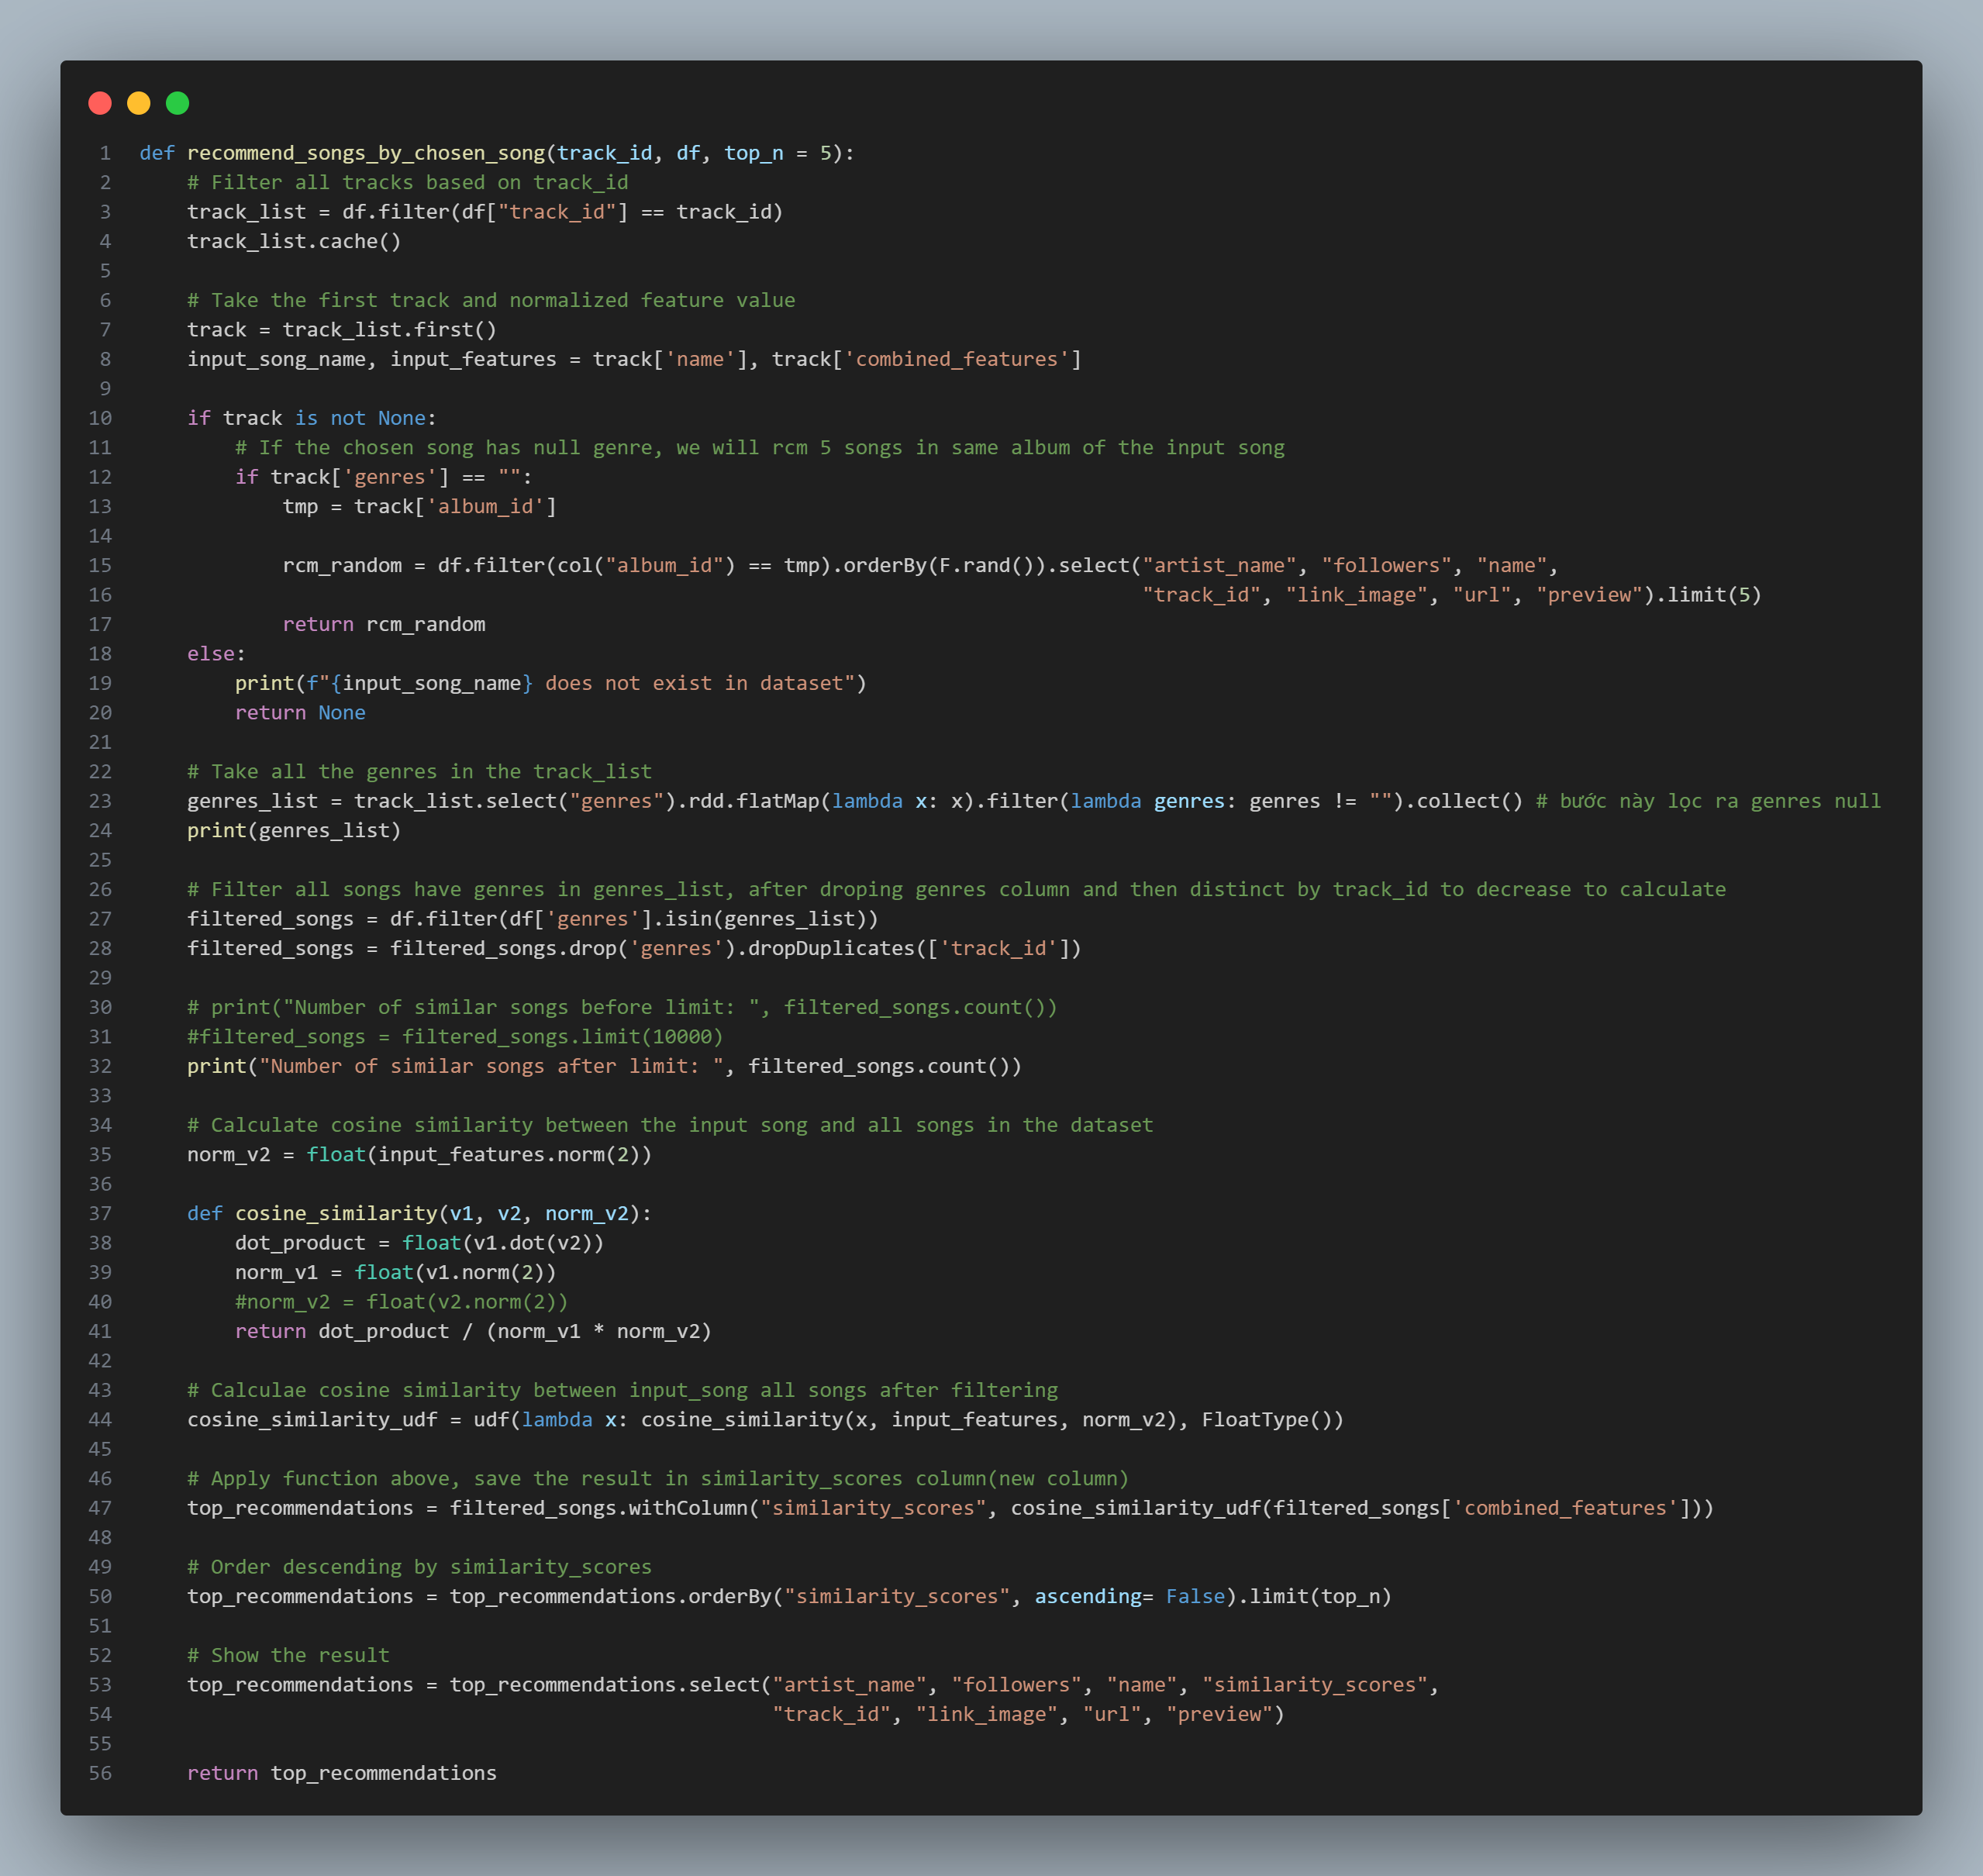 1 def recommend_songs_by_chosen_song(track_id, df, top_n = 5):
2     # Filter all tracks based on track_id
3     track_list = df.filter(df["track_id"] == track_id)
4     track_list.cache()
5
6     # Take the first track and normalized feature value
7     track = track_list.first()
8     input_song_name, input_features = track['name'], track['combined_features']
9
10     if track is not None:
11         # If the chosen song has null genre, we will rcm 5 songs in same album of the input song
12         if track['genres'] == "":
13             tmp = track['album_id']
14
15             rcm_random = df.filter(col("album_id") == tmp).orderBy(F.rand()).select("artist_name", "followers", "name",
16                                                                                     "track_id", "link_image", "url", "preview").limit(5)
17             return rcm_random
18     else:
19         print(f"{input_song_name} does not exist in dataset")
20         return None
21
22     # Take all the genres in the track_list
23     genres_list = track_list.select("genres").rdd.flatMap(lambda x: x).filter(lambda genres: genres != "").collect() # bước này lọc ra genres null
24     print(genres_list)
25
26     # Filter all songs have genres in genres_list, after droping genres column and then distinct by track_id to decrease to calculate
27     filtered_songs = df.filter(df['genres'].isin(genres_list))
28     filtered_songs = filtered_songs.drop('genres').dropDuplicates(['track_id'])
29
30     # print("Number of similar songs before limit: ", filtered_songs.count())
31     #filtered_songs = filtered_songs.limit(10000)
32     print("Number of similar songs after limit: ", filtered_songs.count())
33
34     # Calculate cosine similarity between the input song and all songs in the dataset
35     norm_v2 = float(input_features.norm(2))
36
37     def cosine_similarity(v1, v2, norm_v2):
38         dot_product = float(v1.dot(v2))
39         norm_v1 = float(v1.norm(2))
40         #norm_v2 = float(v2.norm(2))
41         return dot_product / (norm_v1 * norm_v2)
42
43     # Calculae cosine similarity between input_song all songs after filtering
44     cosine_similarity_udf = udf(lambda x: cosine_similarity(x, input_features, norm_v2), FloatType())
45
46     # Apply function above, save the result in similarity_scores column(new column)
47     top_recommendations = filtered_songs.withColumn("similarity_scores", cosine_similarity_udf(filtered_songs['combined_features']))
48
49     # Order descending by similarity_scores
50     top_recommendations = top_recommendations.orderBy("similarity_scores", ascending= False).limit(top_n)
51
52     # Show the result
53     top_recommendations = top_recommendations.select("artist_name", "followers", "name", "similarity_scores",
54                                                      "track_id", "link_image", "url", "preview")
55
56     return top_recommendations